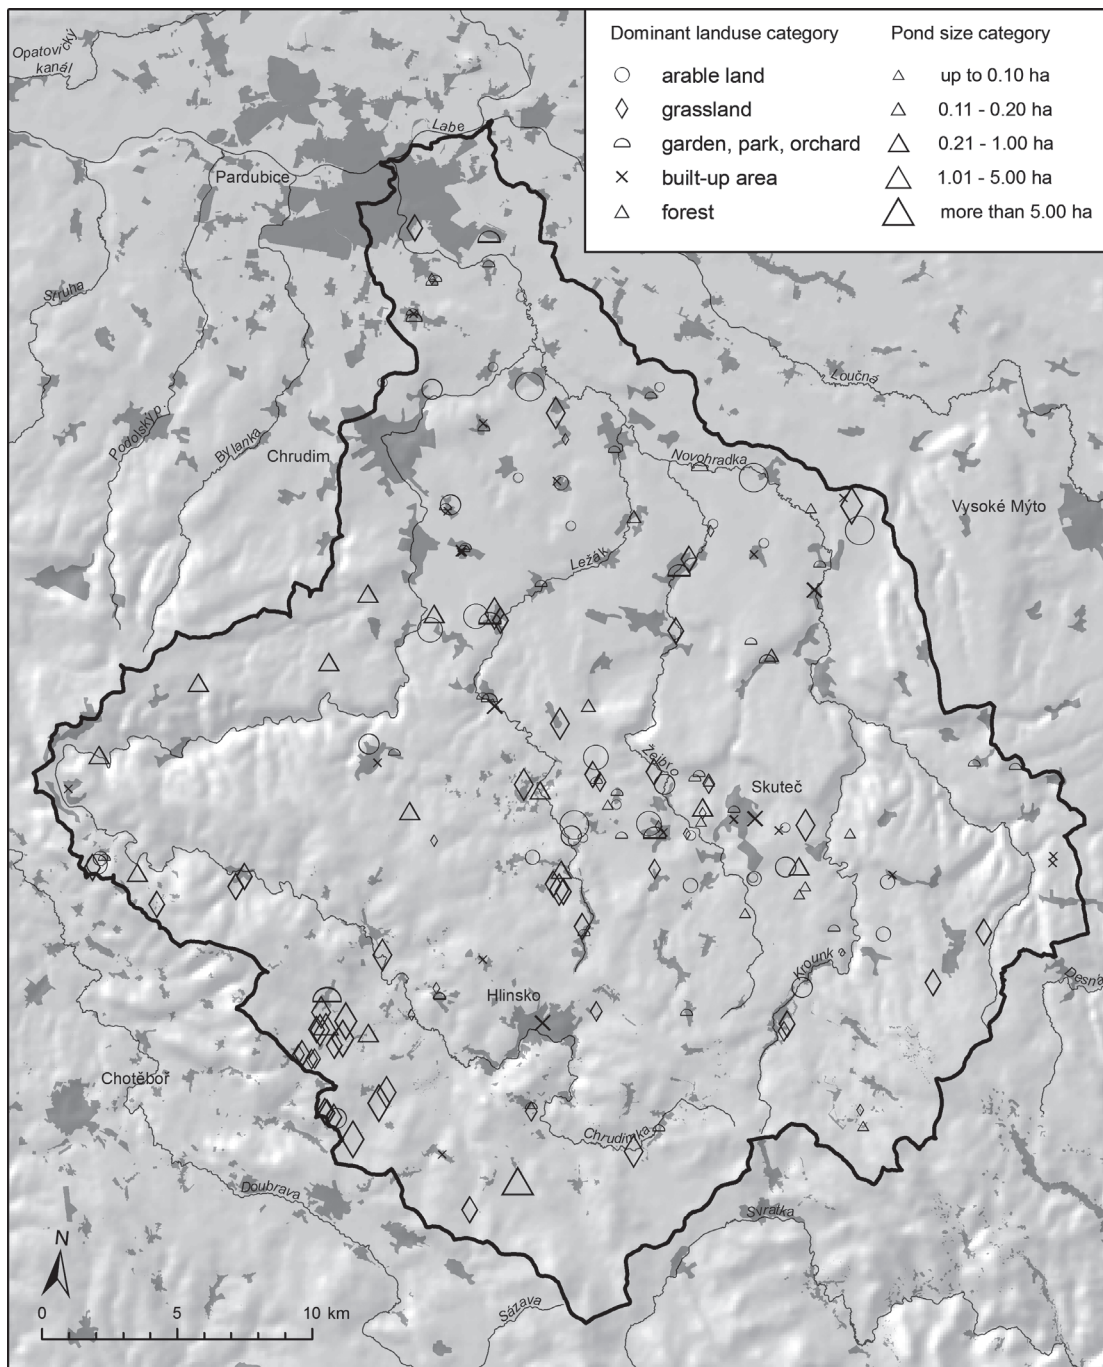 Dominant landuse category
Pond size category
arable land
up to 0.10 ha
grassland
0.11 - 0.20 ha
garden, park, orchard
0.21 - 1.00 ha
built-up area
1.01 - 5.00 ha
forest
more than 5.00 ha
Opatovický
kanál
Labe
Pardubice
Struha
Loučná
Podolský p.
Bylanka
Chrudim
Novohradka
Vysoké Mýto
Ležák
Žejbro
Skuteč
Krounka
Desná
Hlinsko
Chotěboř
Chrudimka
Doubrava
Svratka
Sázava
N
0 5 10 km